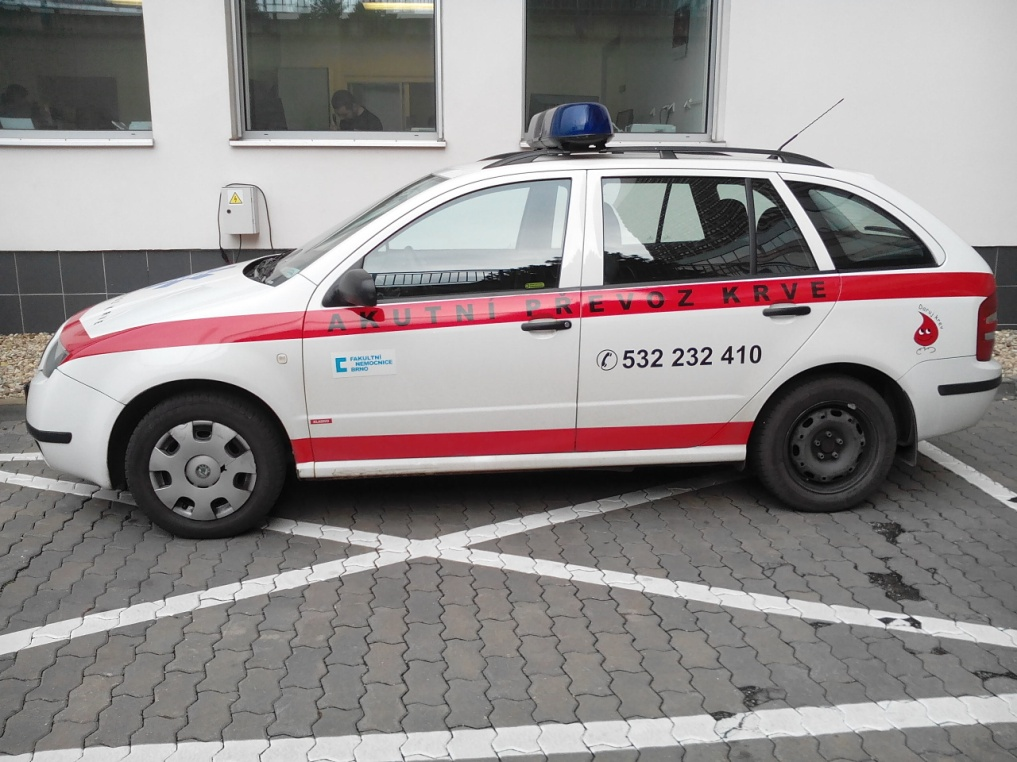 AKUTNÍ PŘEVOZ KRVE
532 232 410
FAKULTNÍ
NEMOCNICE
BRNO